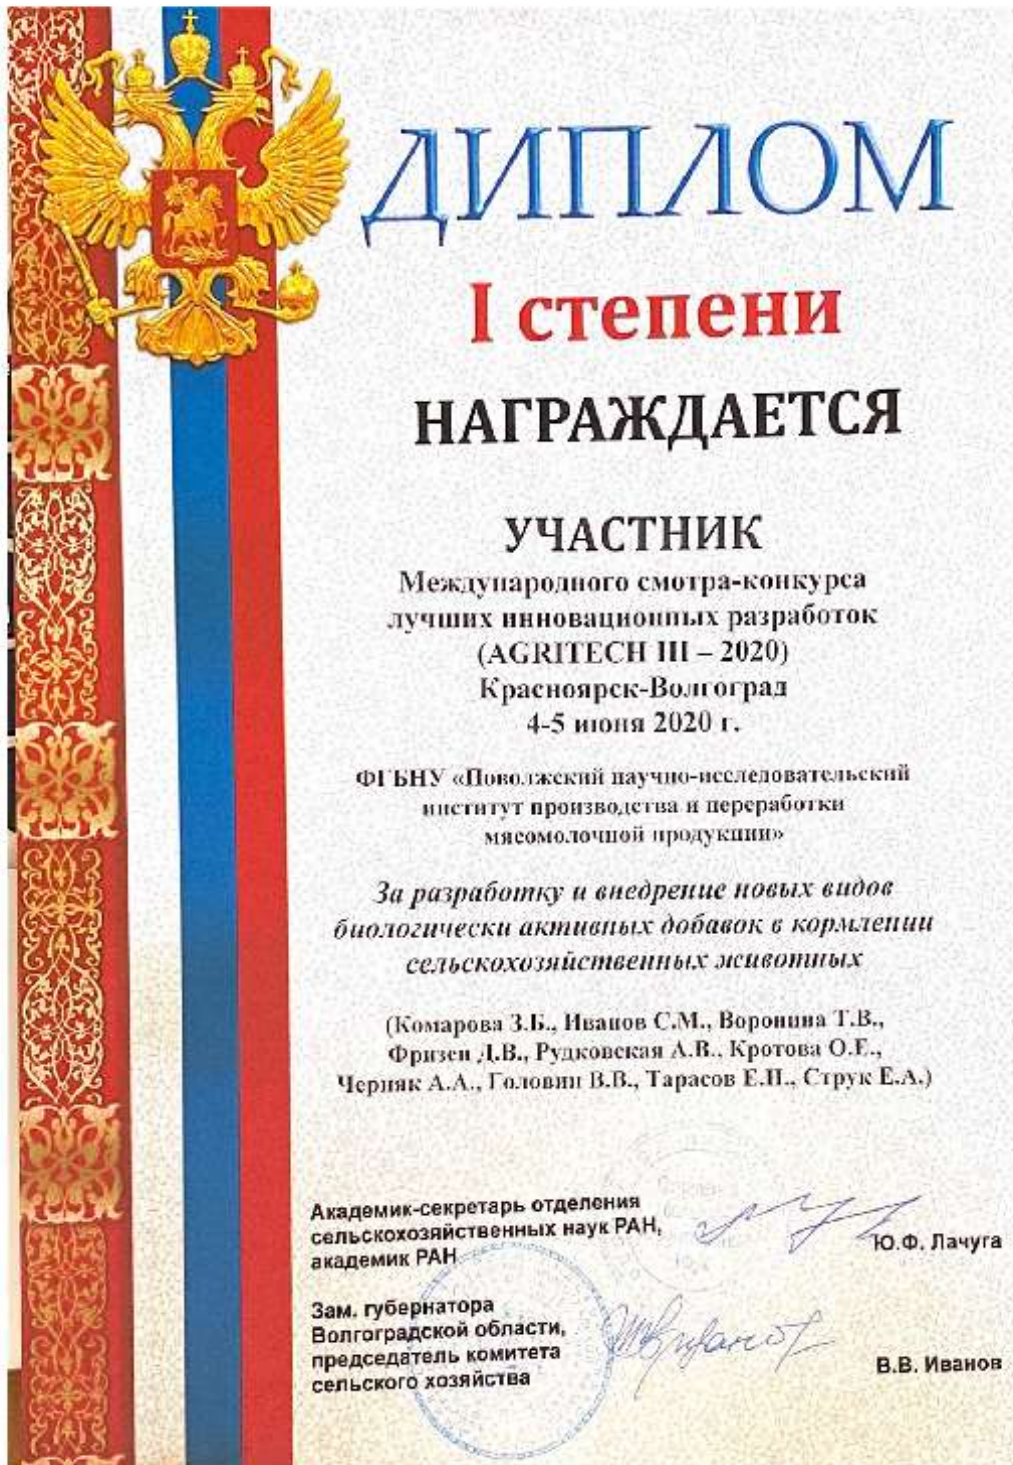 ДИПЛОМ
I степени
НАГРАЖДАЕТСЯ
УЧАСТНИК
Международного смотра-конкурса
лучших инновационных разработок
(AGRITECH III – 2020)
Красноярск-Волгоград
4-5 июня 2020 г.
ФГБНУ «Поволжский научно-исследовательский
институт производства и переработки
мясомолочной продукции»
За разработку и внедрение новых видов
биологически активных добавок в кормлении
сельскохозяйственных животных
(Комарова З.Б., Иванов С.М., Воронина Т.В.,
Фризен Д.В., Рудковская А.В., Кротова О.Е.,
Черняк А.А., Головин В.В., Тарасов Е.Н., Струк Е.А.)
Академик-секретарь отделения
сельскохозяйственных наук РАН,
академик РАН
Ю.Ф. Лачуга
Зам. губернатора
Волгоградской области,
председатель комитета
сельского хозяйства
В.В. Иванов